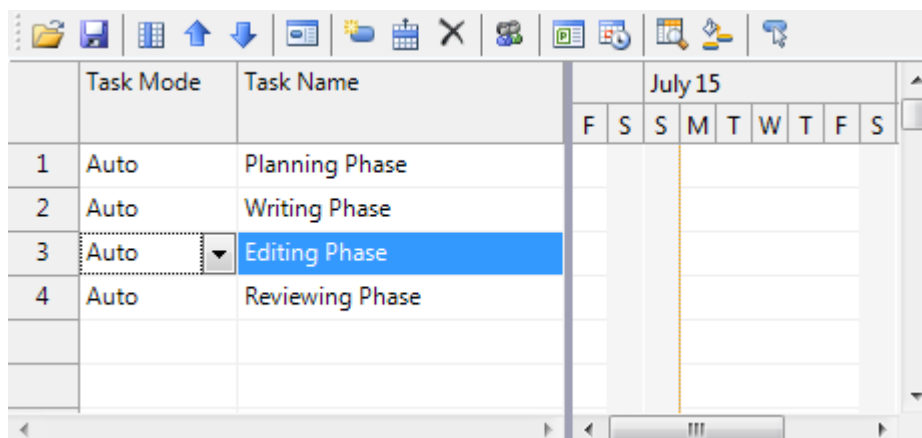 Task Mode Task Name July 15
F S S M T W T F S
1 Auto Planning Phase
2 Auto Writing Phase
3 Auto Editing Phase
4 Auto Reviewing Phase